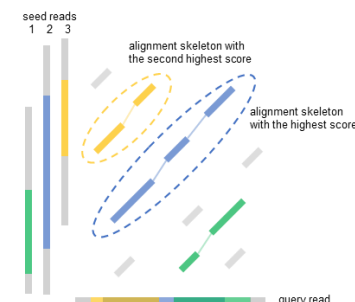 seed reads
1 2 3
alignment skeleton with
the second highest score
alignment skeleton
with the highest score
query read